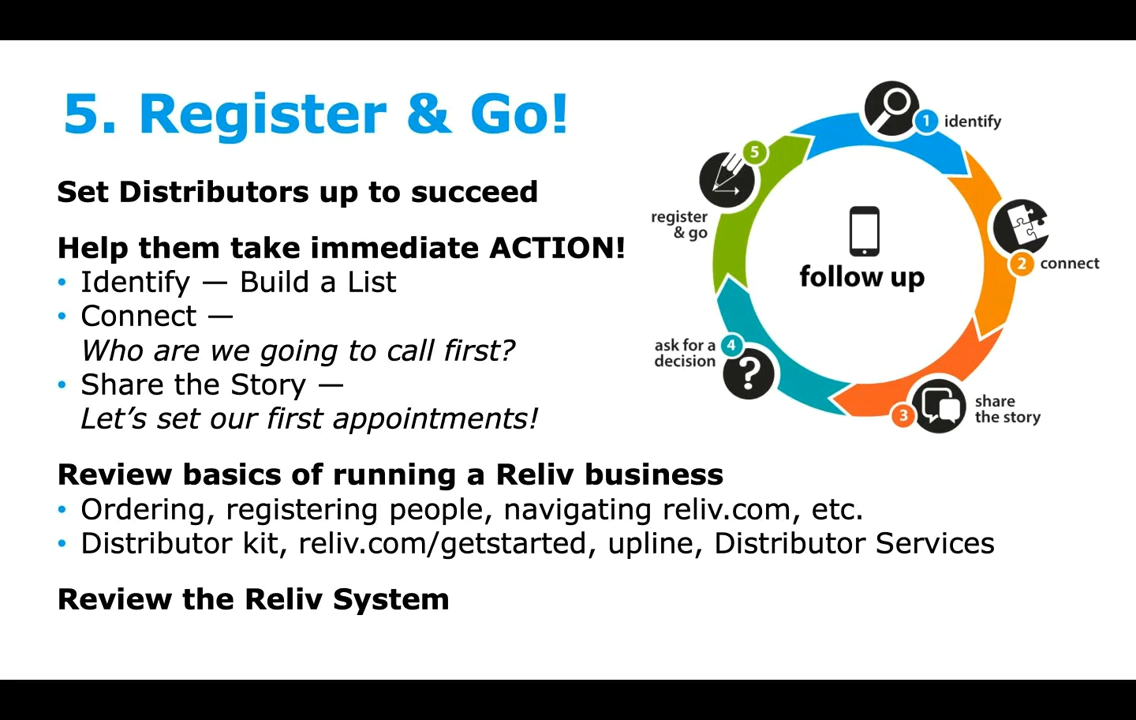 5. Register & Go!
Set Distributors up to succeed
Help them take immediate ACTION!
• Identify — Build a List
• Connect —
Who are we going to call first?
• Share the Story —
Let’s set our first appointments!
Review basics of running a Reliv business
• Ordering, registering people, navigating reliv.com, etc.
• Distributor kit, reliv.com/getstarted, upline, Distributor Services
Review the Reliv System
1 identify
2 connect
3 share
the story
4 ask for a
decision
5 register
& go
follow up